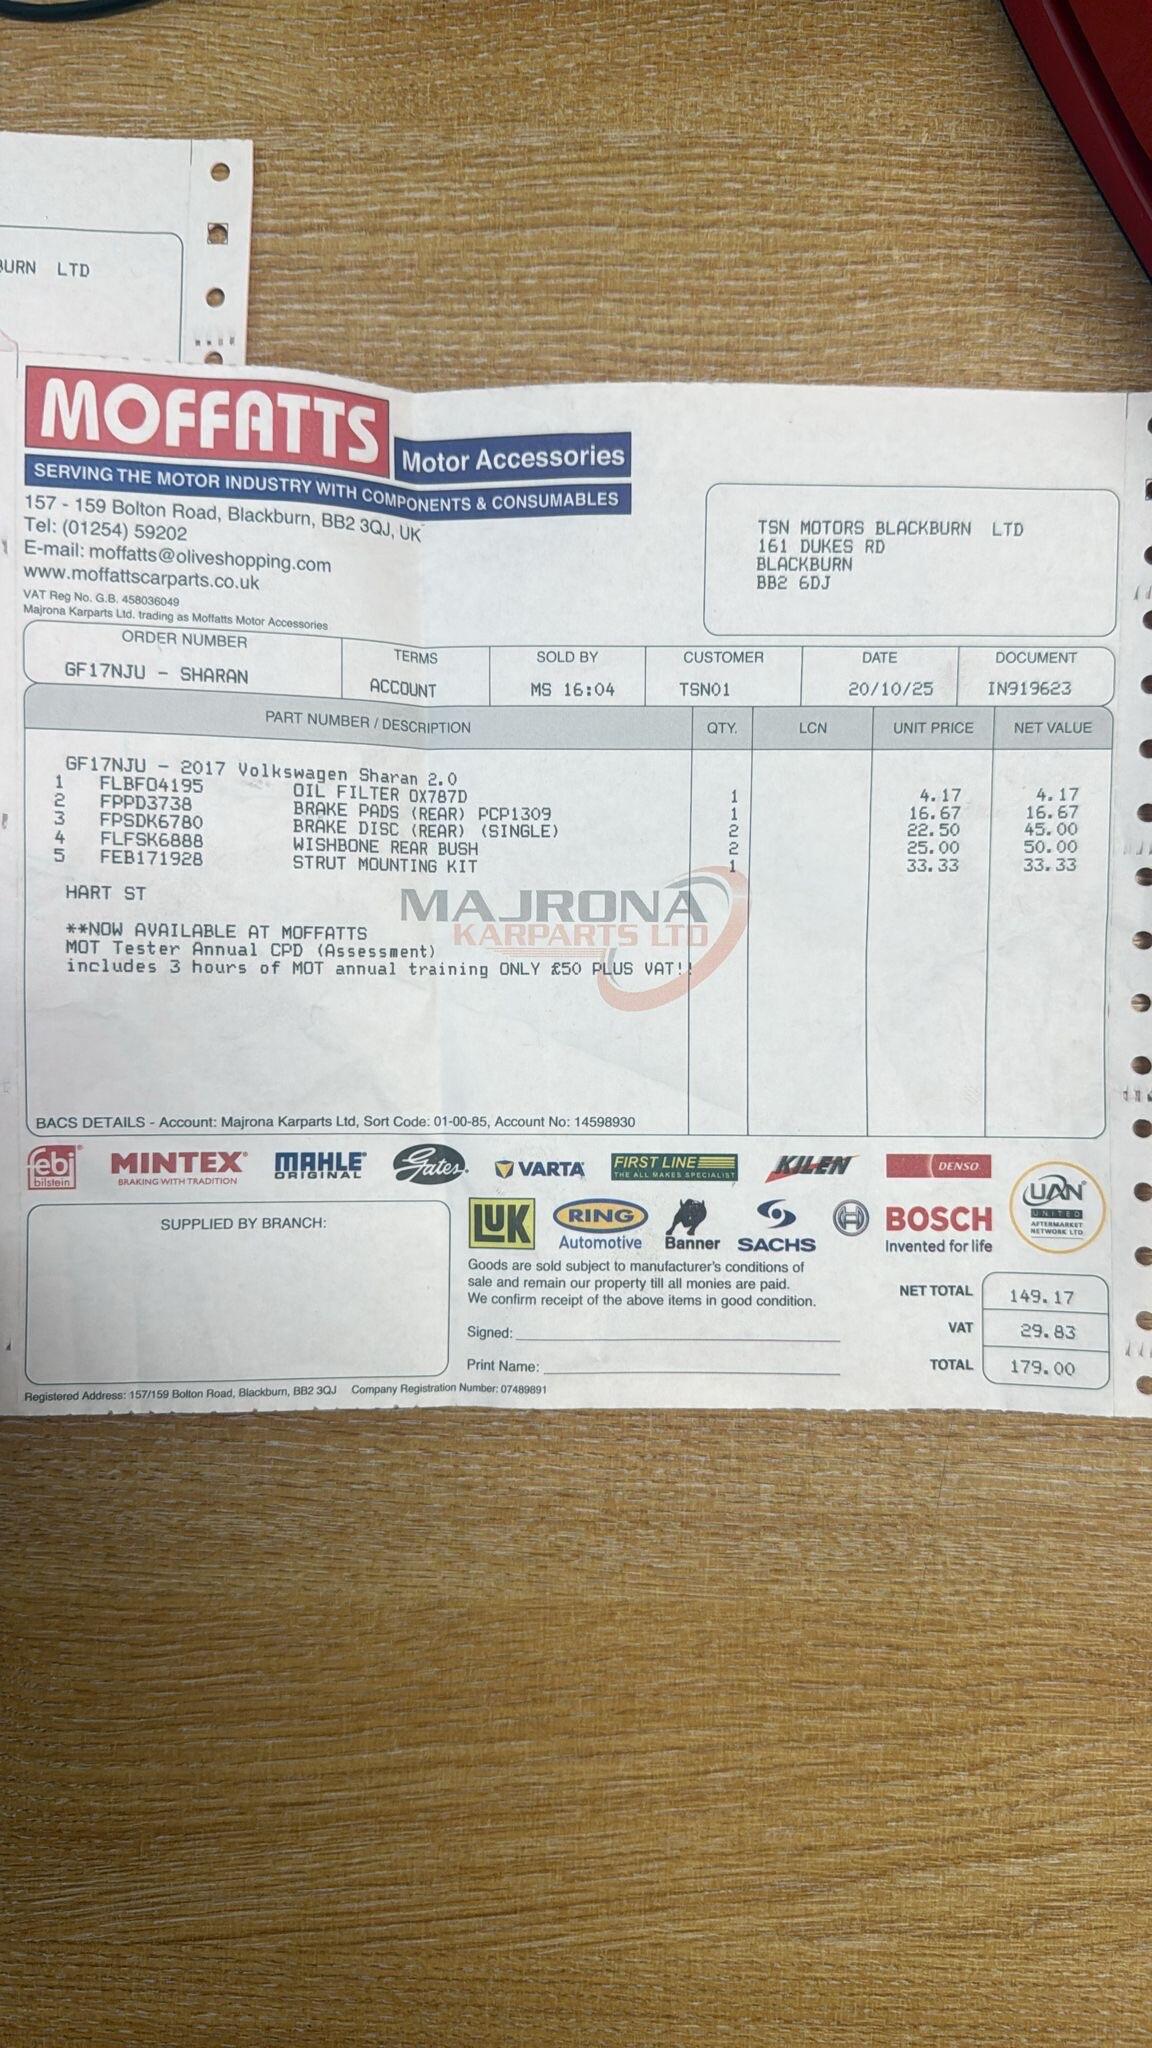 BURN LTD
MOFFATTS
Motor Accessories
SERVING THE MOTOR INDUSTRY WITH COMPONENTS & CONSUMABLES
157 - 159 Bolton Road, Blackburn, BB2 3QJ, UK
Tel: (01254) 59202
E-mail: moffatts@oliveshopping.com
www.moffattscarparts.co.uk
VAT Reg No. G.B. 458036049
Majrona Karparts Ltd. trading as Moffatts Motor Accessories
TSN MOTORS BLACKBURN LTD
161 DUKES RD
BLACKBURN
BB2 6DJ
ORDER NUMBER TERMS SOLD BY CUSTOMER DATE DOCUMENT
GF17NJU - SHARAN ACCOUNT MS 16:04 TSN01 20/10/25 IN919623
PART NUMBER / DESCRIPTION QTY. LCN UNIT PRICE NET VALUE
GF17NJU - 2017 Volkswagen Sharan 2.0
1 FLBF04195 OIL FILTER OX787D 1 4.17 4.17
2 FPPD3738 BRAKE PADS (REAR) PCP1309 1 16.67 16.67
3 FPSDK6780 BRAKE DISC (REAR) (SINGLE) 2 22.50 45.00
4 FLFSK6888 WISHBONE REAR BUSH 2 25.00 50.00
5 FEB171928 STRUT MOUNTING KIT 1 33.33 33.33
HART ST
MAJRONA
KARPARTS LTD
**NOW AVAILABLE AT MOFFATTS
MOT Tester Annual CPD (Assessment)
includes 3 hours of MOT annual training ONLY £50 PLUS VAT!!
BACS DETAILS - Account: Majrona Karparts Ltd, Sort Code: 01-00-85, Account No: 14598930
febi
bilstein
MINTEX
BRAKING WITH TRADITION
MAHLE
ORIGINAL
Gates
VARTA
FIRST LINE
THE ALL MAKES SPECIALIST
KILEN
DENSO
UAN
UNITED
AFTERMARKET
NETWORK LTD
LUK
RING
Automotive
Banner
SACHS
BOSCH
Invented for life
SUPPLIED BY BRANCH:
Goods are sold subject to manufacturer's conditions of
sale and remain our property till all monies are paid.
We confirm receipt of the above items in good condition.
Signed:
Print Name:
NET TOTAL 149.17
VAT 29.83
TOTAL 179.00
Registered Address: 157/159 Bolton Road, Blackburn, BB2 3QJ Company Registration Number: 07489891